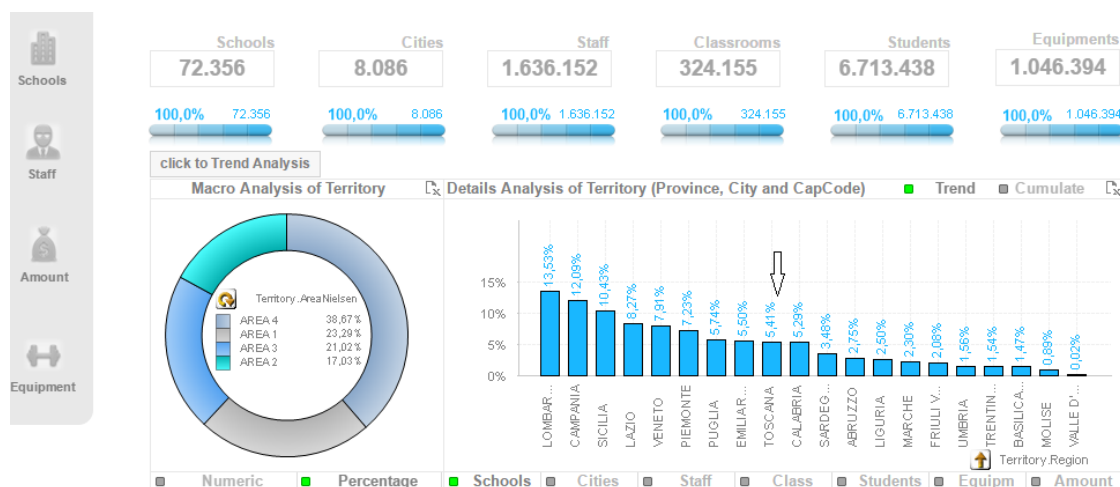 Schools
Staff
Amount
Equipment
Schools Cities Staff Classrooms Students Equipments
72.356 8.086 1.636.152 324.155 6.713.438 1.046.394
100,0% 72.356 100,0% 8.086 100,0% 1.636.152 100,0% 324.155 100,0% 6.713.438 100,0% 1.046.394
click to Trend Analysis
Macro Analysis of Territory
Territory.AreaNielsen
AREA 4 38,67%
AREA 1 23,29%
AREA 3 21,02%
AREA 2 17,03%
Details Analysis of Territory (Province, City and CapCode) Trend Cumulate
15%
10%
5%
0%
13,53% 12,09% 10,43% 8,27% 7,91% 7,23% 5,74% 5,50% 5,41% 5,29% 3,48% 2,75% 2,50% 2,30% 2,08% 1,56% 1,54% 1,47% 0,89% 0,02%
LOMBAR... CAMPANIA SICILIA LAZIO VENETO PIEMONTE PUGLIA EMILIAR... TOSCANA CALABRIA SARDEG... ABRUZZO LIGURIA MARCHE FRIULI V... UMBRIA TRENTIN... BASILICA... MOLISE VALLE D'...
Territory.Region
Numeric Percentage Schools Cities Staff Class Students Equipm Amount